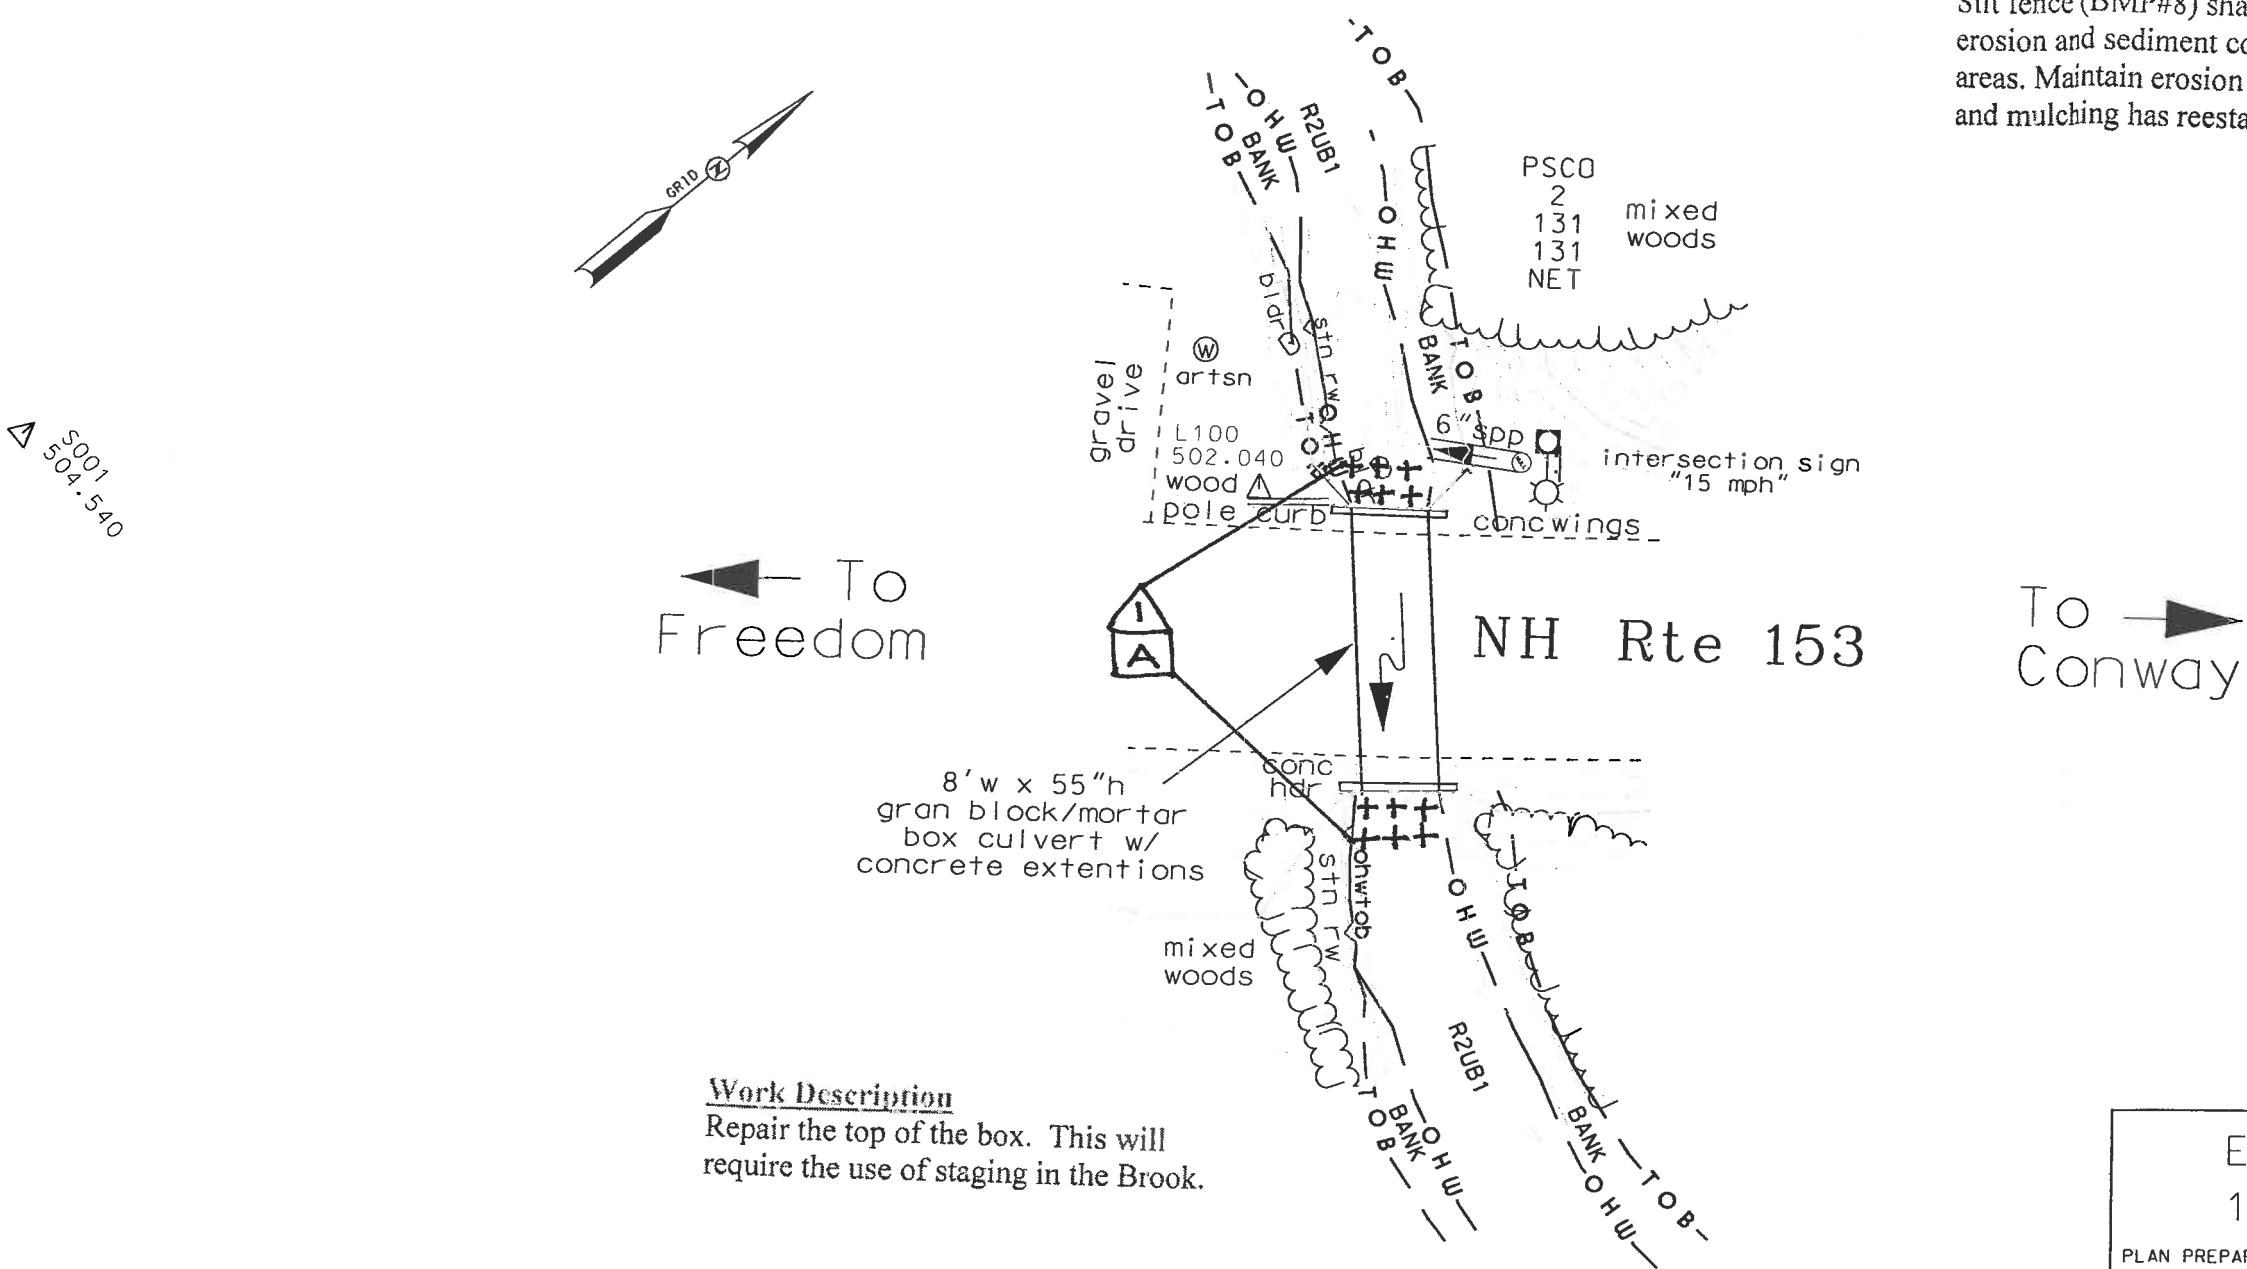 Silt fence (BMP#8) sha
erosion and sediment co
areas. Maintain erosion
and mulching has reesta
TOB
OHW
TOB
BANK
R2UB1
OHW
PSCO
2
131
131
NET
mixed
woods
GRID
N
bldr
stn rw
BANK
TOB
W
artsn
gravel
drive
L100
502.040
wood
pole
curb
6"spp
intersection sign
"15 mph"
conc wings
S001
504.540
To
Freedom
1
A
NH Rte 153
To
Conway
conc
hdr
8'w x 55"h
gran block/mortar
box culvert w/
concrete extentions
stn rw
ohwtob
OHW
TOB
mixed
woods
R2UB1
Work Description
Repair the top of the box. This will
require the use of staging in the Brook.
TOB
BANK
OHW
BANK
OHW
TOB
E
1
PLAN PREPAR